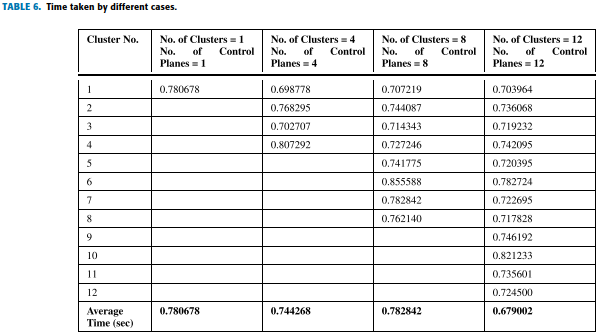 TABLE 6. Time taken by different cases.
Cluster No. No. of Clusters = 1 No. of Clusters = 4 No. of Clusters = 8 No. of Clusters = 12
No. of Control No. of Control No. of Control No. of Control
Planes = 1 Planes = 4 Planes = 8 Planes = 12
1 0.780678 0.698778 0.707219 0.703964
2 0.768295 0.744087 0.736068
3 0.702707 0.714343 0.719232
4 0.807292 0.727246 0.742095
5 0.741775 0.720395
6 0.855588 0.782724
7 0.782842 0.722695
8 0.762140 0.717828
9 0.746192
10 0.821233
11 0.735601
12 0.724500
Average 0.780678 0.744268 0.782842 0.679002
Time (sec)